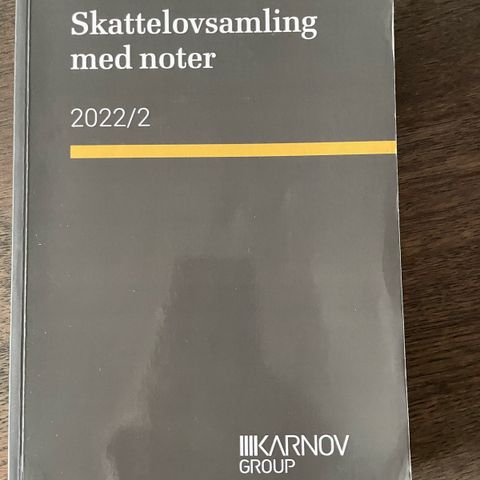 Skattelovsamling
med noter
2022/2
KARNOV
GROUP